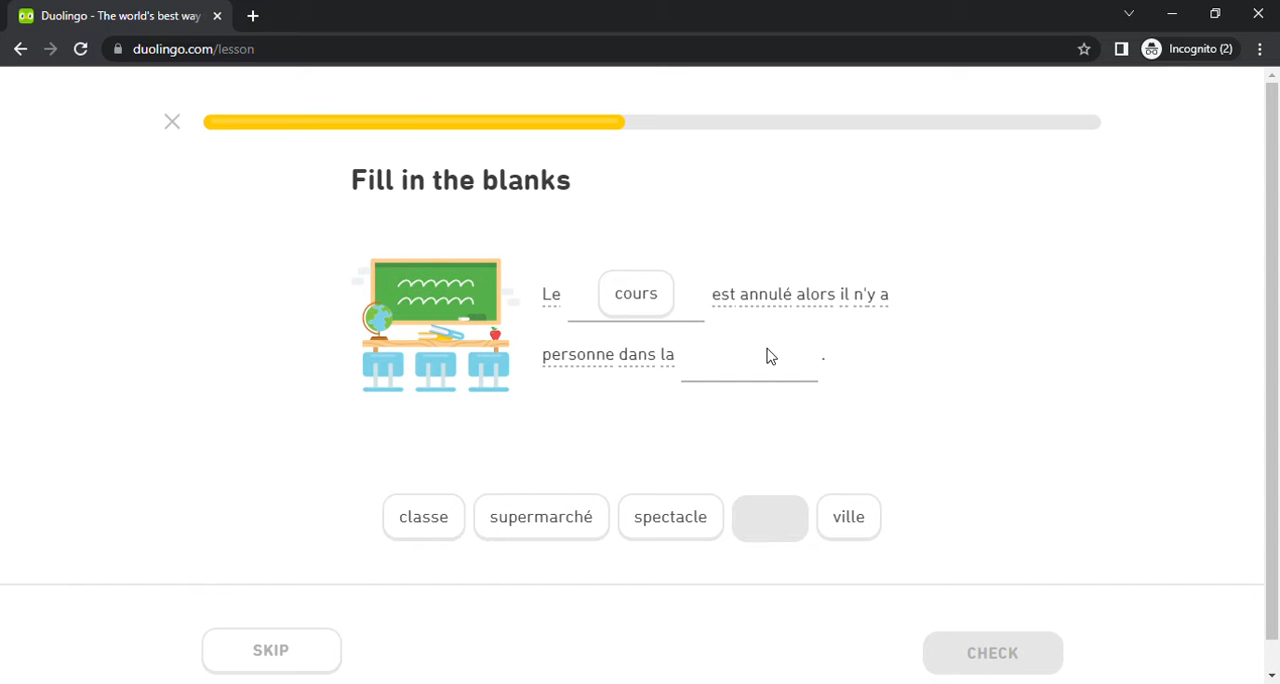 Duolingo - The world's best way
duolingo.com/lesson
Incognito (2)
Fill in the blanks
Le cours est annulé alors il n'y a
personne dans la .
classe supermarché spectacle ville
SKIP CHECK